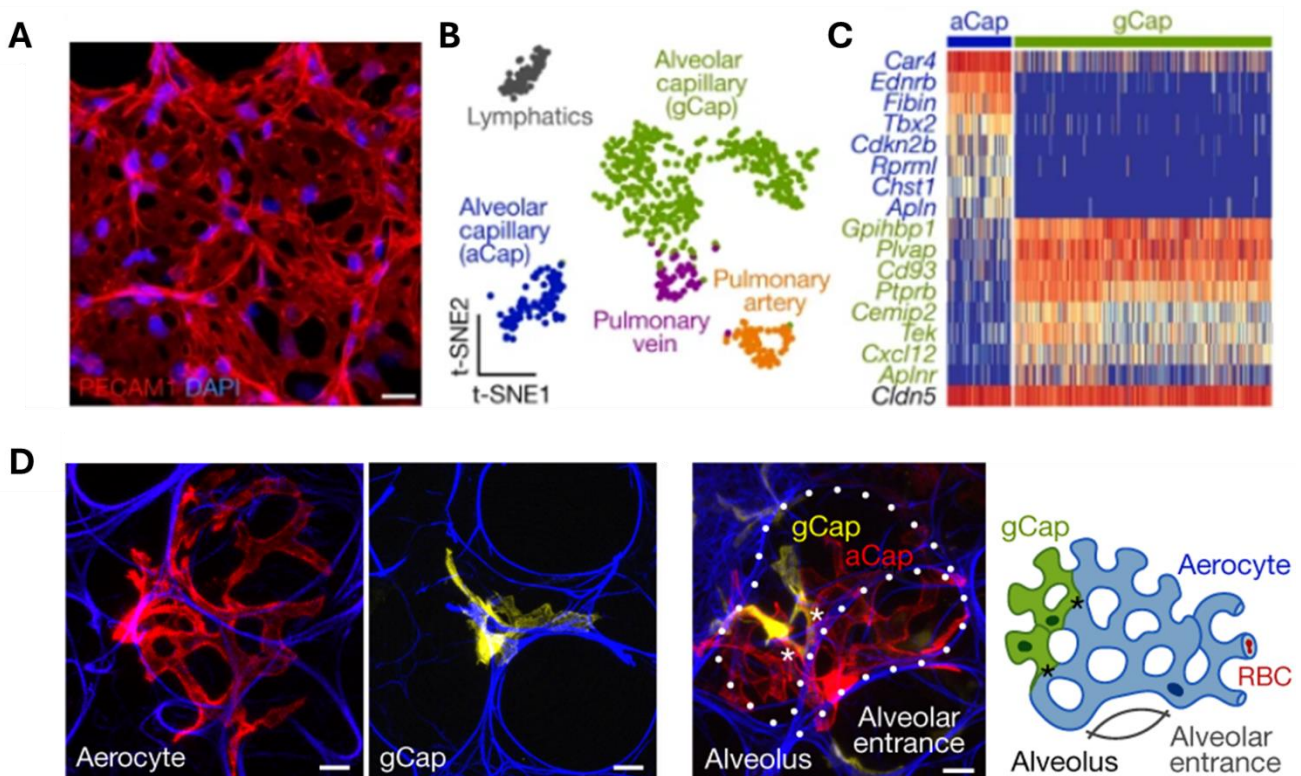 A
PECAM1 DAPI
B
Lymphatics
Alveolar
capillary
(gCap)
Alveolar
capillary
(aCap)
Pulmonary
vein
Pulmonary
artery
t-SNE2
t-SNE1
C
aCap
gCap
Car4
Ednrb
Fibin
Tbx2
Cdkn2b
Rprml
Chst1
Apln
Gpihbp1
Plvap
Cd93
Ptprb
Cemip2
Tek
Cxcl12
Aplnr
Cldn5
D
Aerocyte
gCap
gCap
aCap
*
*
Alveolus
Alveolar
entrance
gCap
Aerocyte
*
*
RBC
Alveolus
Alveolar
entrance